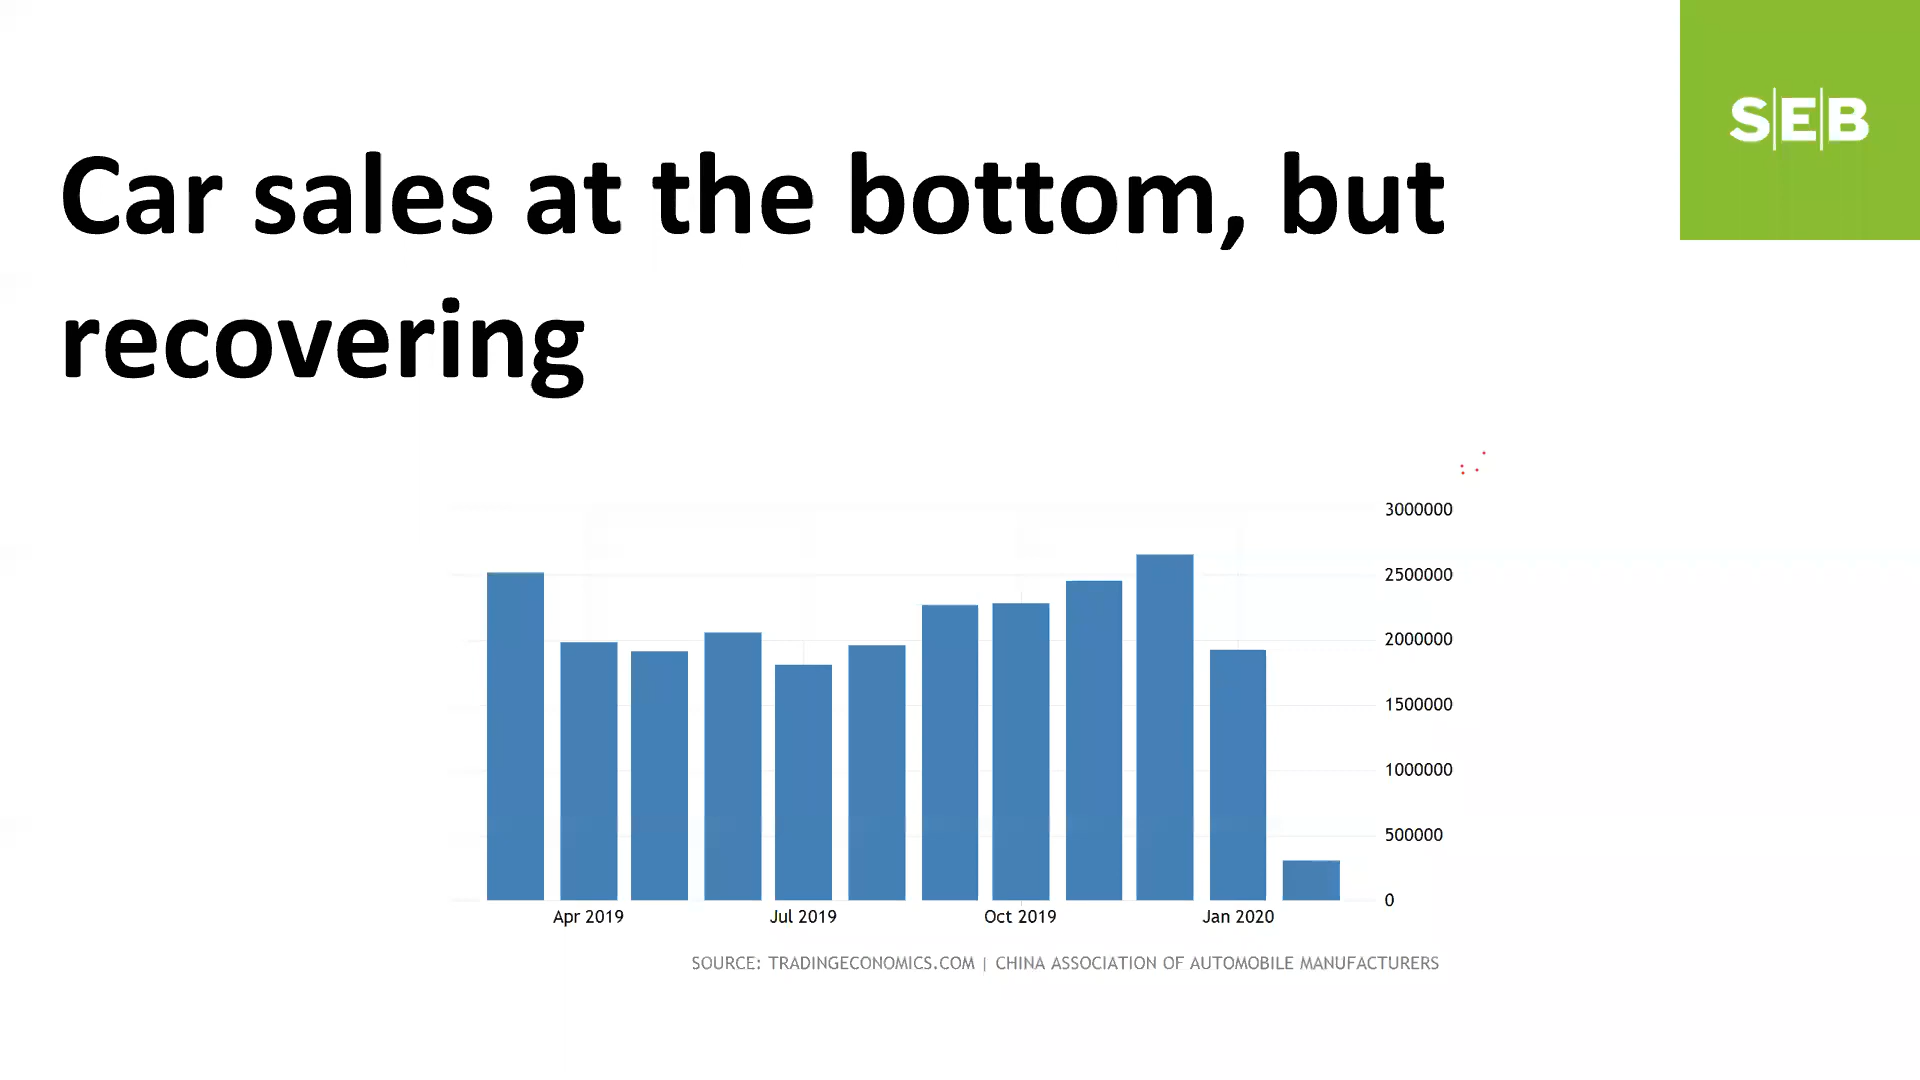 S|E|B
Car sales at the bottom, but
recovering
3000000
2500000
2000000
1500000
1000000
500000
0
Apr 2019 Jul 2019 Oct 2019 Jan 2020
SOURCE: TRADINGECONOMICS.COM | CHINA ASSOCIATION OF AUTOMOBILE MANUFACTURERS